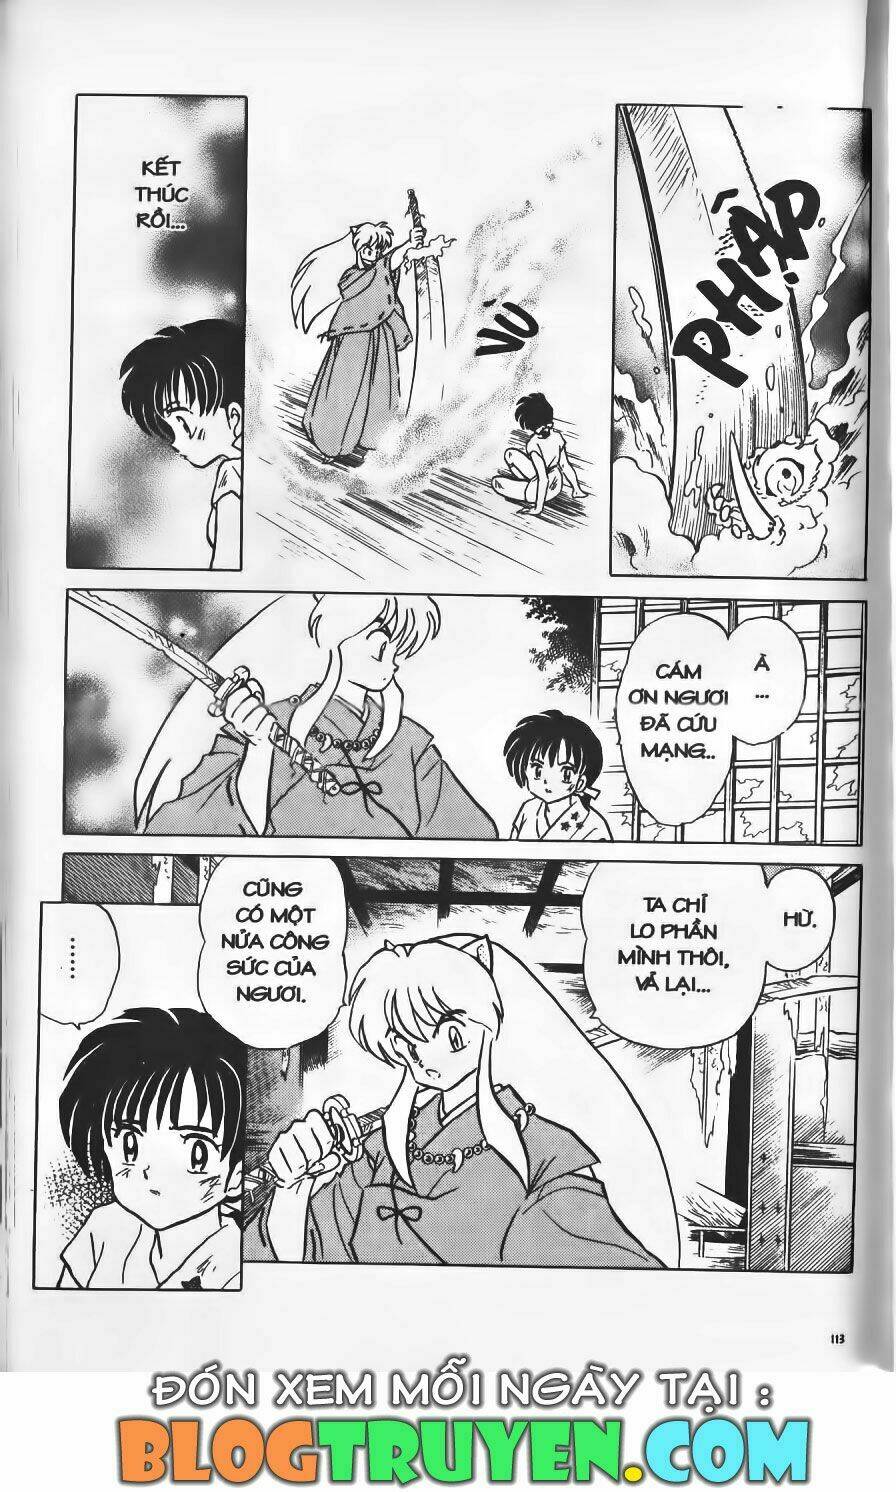 PHẬP
VÙ
KẾT
THÚC
RỒI...
À
...
CÁM
ƠN NGƯƠI
ĐÃ CỨU
MẠNG...
HỪ.
TA CHỈ
LO PHẦN
MÌNH THÔI,
VẢ LẠI...
CŨNG
CÓ MỘT
NỬA CÔNG
SỨC CỦA
NGƯƠI.
......
113
ĐÓN XEM MỖI NGÀY TẠI :
BLOGTRUYEN.COM